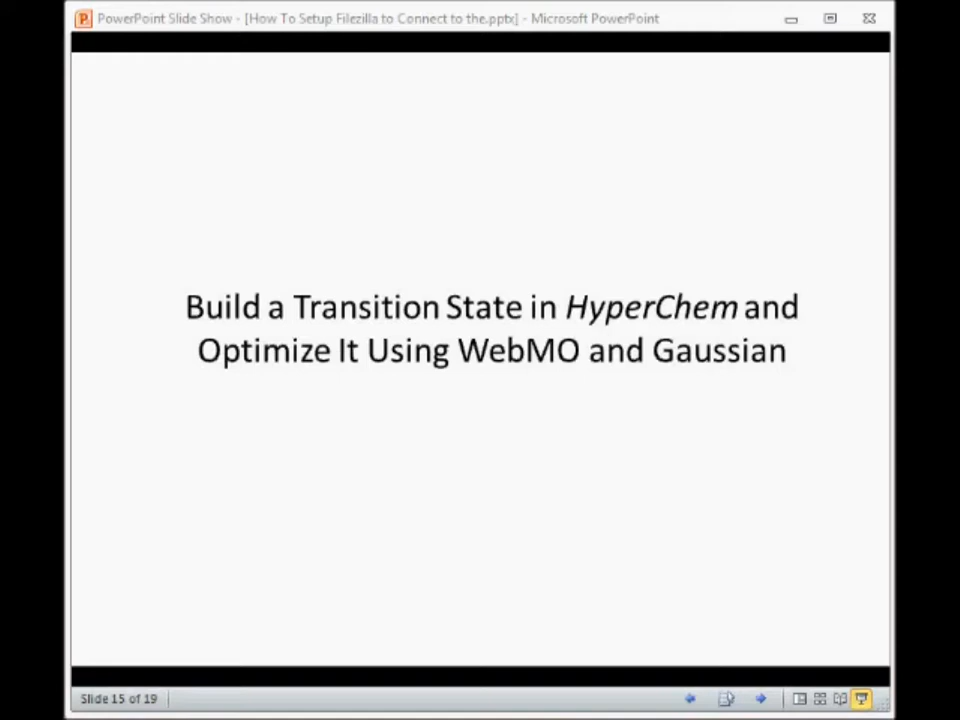 PowerPoint Slide Show - [How To Setup Filezilla to Connect to the.pptx] - Microsoft PowerPoint
Build a Transition State in HyperChem and
Optimize It Using WebMO and Gaussian
Slide 15 of 19